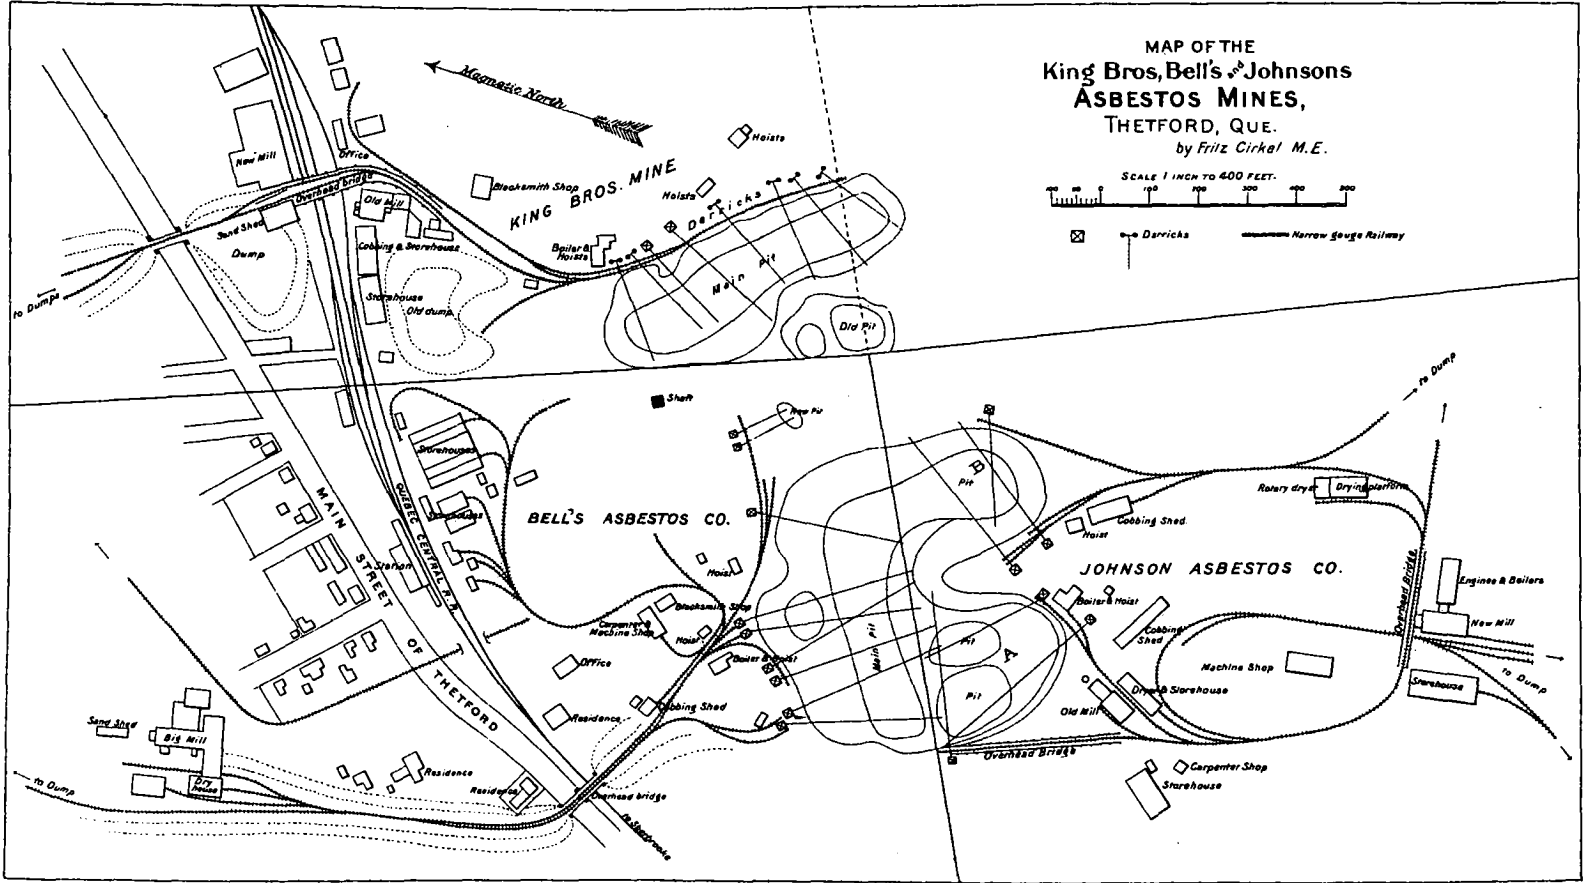 MAP OF THE
King Bros, Bell's and Johnsons
ASBESTOS MINES,
THETFORD, QUE.
by Fritz Cirkel M.E.
SCALE 1 INCH TO 400 FEET.
100 50 0 100 200 300 400 500
Derricks
Narrow gauge Railway
Magnetic North
KING BROS. MINE
Hoists
Hoists
Derricks
Blacksmith Shop
Boiler & Hoists
Main Pit
Old Pit
New Mill
Office
Overhead bridge
Old Mill
Sand Shed
Dump
Cobbing & Storehouse
Storehouse
Old dump
to Dumps
Shaft
New Pit
Storehouses
Storehouses
BELL'S ASBESTOS CO.
MAIN STREET OF THETFORD
QUEBEC CENTRAL R.R.
Station
Hoist
Blacksmith Shop
Carpenter & Machine Shop
Hoist
Boiler & Hoist
Office
Residence
Cobbing Shed
Main Pit
Sand Shed
Big Mill
Dry house
to Dump
Residence
Residence
Overhead bridge
to Sherbrooke
B
Pit
A
Pit
Pit
to Dump
Rotary dryer
Drying platform
Cobbing Shed
Hoist
JOHNSON ASBESTOS CO.
Boiler & Hoist
Cobbing Shed
Overhead Bridge
Engines & Boilers
New Mill
Machine Shop
Storehouse
to Dump
Dryer & Storehouse
Old Mill
Overhead Bridge
Carpenter Shop
Storehouse